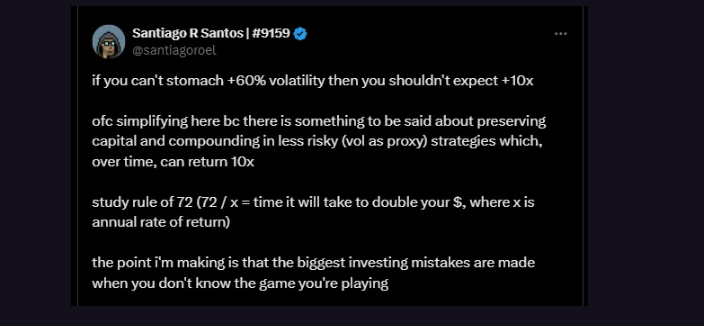 Santiago R Santos | #9159
@santiagoroel
if you can't stomach +60% volatility then you shouldn't expect +10x
ofc simplifying here bc there is something to be said about preserving
capital and compounding in less risky (vol as proxy) strategies which,
over time, can return 10x
study rule of 72 (72 / x = time it will take to double your $, where x is
annual rate of return)
the point i'm making is that the biggest investing mistakes are made
when you don't know the game you're playing